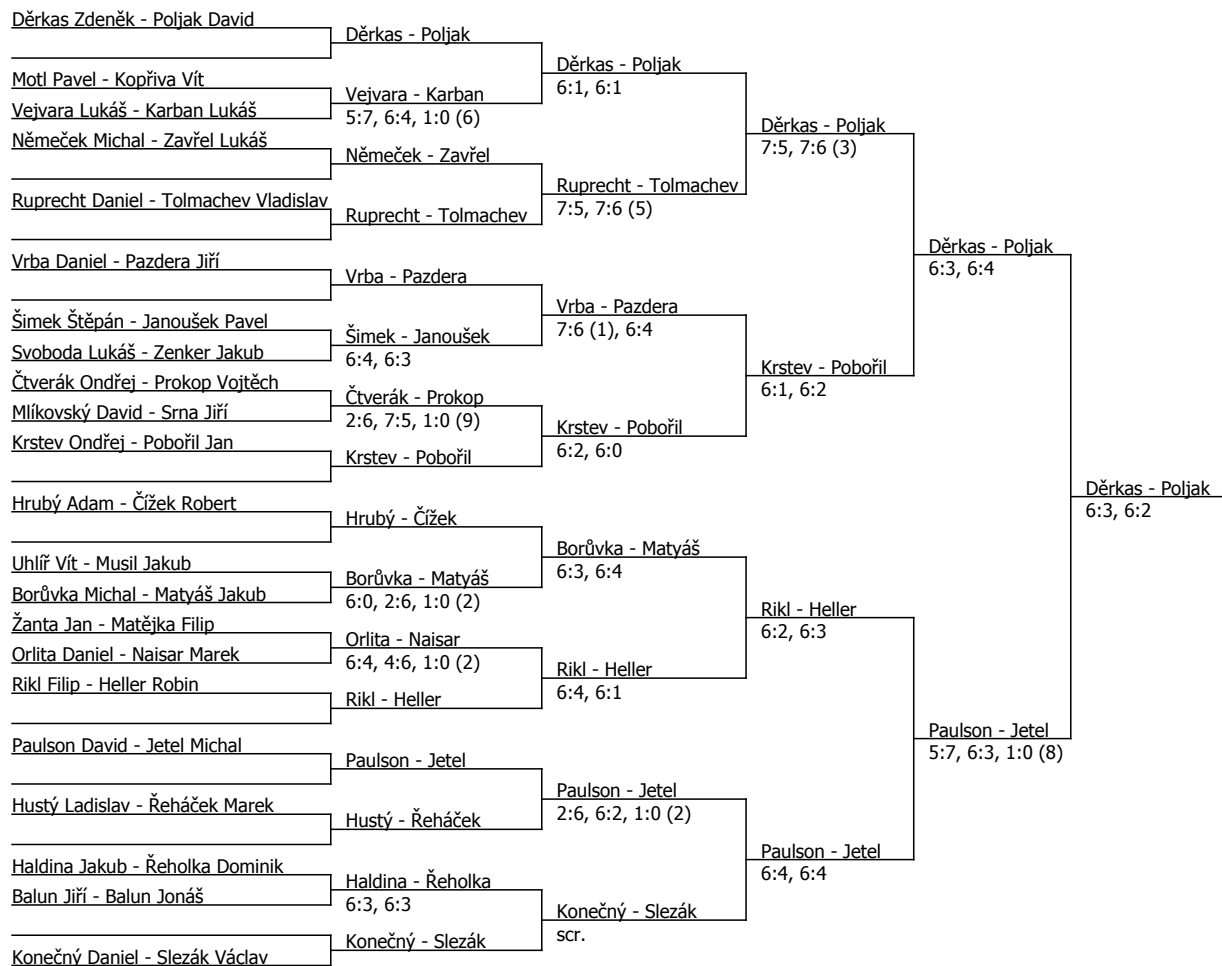 Děrkas Zdeněk - Poljak David
Motl Pavel - Kopřiva Vít
Vejvara Lukáš - Karban Lukáš
Němeček Michal - Zavřel Lukáš
Ruprecht Daniel - Tolmachev Vladislav
Vrba Daniel - Pazdera Jiří
Šimek Štěpán - Janoušek Pavel
Svoboda Lukáš - Zenker Jakub
Čtverák Ondřej - Prokop Vojtěch
Mlíkovský David - Srna Jiří
Krstev Ondřej - Pobořil Jan
Hrubý Adam - Čížek Robert
Uhlíř Vít - Musil Jakub
Borůvka Michal - Matyáš Jakub
Žanta Jan - Matějka Filip
Orlita Daniel - Naisar Marek
Rikl Filip - Heller Robin
Paulson David - Jetel Michal
Hustý Ladislav - Řeháček Marek
Haldina Jakub - Řeholka Dominik
Balun Jiří - Balun Jonáš
Konečný Daniel - Slezák Václav
Děrkas - Poljak
Vejvara - Karban
5:7, 6:4, 1:0 (6)
Němeček - Zavřel
Ruprecht - Tolmachev
Vrba - Pazdera
Šimek - Janoušek
6:4, 6:3
Čtverák - Prokop
2:6, 7:5, 1:0 (9)
Krstev - Pobořil
Hrubý - Čížek
Borůvka - Matyáš
6:0, 2:6, 1:0 (2)
Orlita - Naisar
6:4, 4:6, 1:0 (2)
Rikl - Heller
Paulson - Jetel
Hustý - Řeháček
Haldina - Řeholka
6:3, 6:3
Konečný - Slezák
Děrkas - Poljak
6:1, 6:1
Ruprecht - Tolmachev
7:5, 7:6 (5)
Vrba - Pazdera
7:6 (1), 6:4
Krstev - Pobořil
6:2, 6:0
Borůvka - Matyáš
6:3, 6:4
Rikl - Heller
6:4, 6:1
Paulson - Jetel
2:6, 6:2, 1:0 (2)
Konečný - Slezák
scr.
Děrkas - Poljak
7:5, 7:6 (3)
Krstev - Pobořil
6:1, 6:2
Rikl - Heller
6:2, 6:3
Paulson - Jetel
6:4, 6:4
Děrkas - Poljak
6:3, 6:4
Paulson - Jetel
5:7, 6:3, 1:0 (8)
Děrkas - Poljak
6:3, 6:2